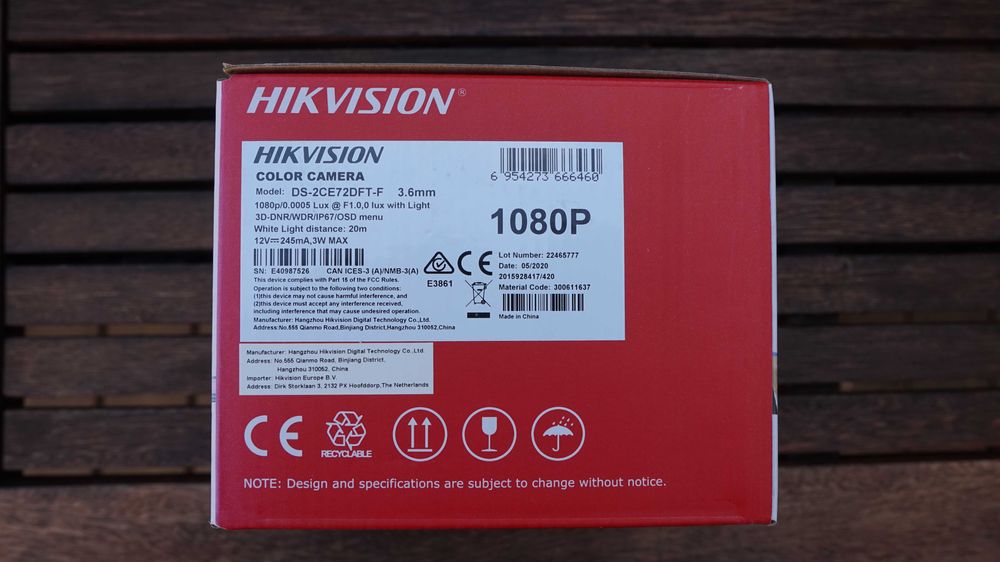 HIKVISION®
HIKVISION
COLOR CAMERA
Model: DS-2CE72DFT-F 3.6mm
1080p/0.0005 Lux @ F1.0,0 lux with Light
3D-DNR/WDR/IP67/OSD menu
White Light distance: 20m
12V⎓245mA,3W MAX
SN: E40987526 CAN ICES-3 (A)/NMB-3(A)
This device complies with Part 15 of the FCC Rules.
Operation is subject to the following two conditions:
(1)this device may not cause harmful interference, and
(2)this device must accept any interference received,
including interference that may cause undesired operation.
Manufacturer: Hangzhou Hikvision Digital Technology Co.,Ltd.
Address:No.555 Qianmo Road,Binjiang District,Hangzhou 310052,China
6 954273 666460
1080P
CE
E3861
Lot Number: 22465777
Date: 05/2020
2015928417/420
Material Code: 300611637
Made in China
Manufacturer: Hangzhou Hikvision Digital Technology Co.,Ltd.
Address: No.555 Qianmo Road, Binjiang District,
Hangzhou 310052, China
Importer: Hikvision Europe B.V.
Address: Dirk Storklaan 3, 2132 PX Hoofddorp,The Netherlands
CE
RECYCLABLE
NOTE: Design and specifications are subject to change without notice.